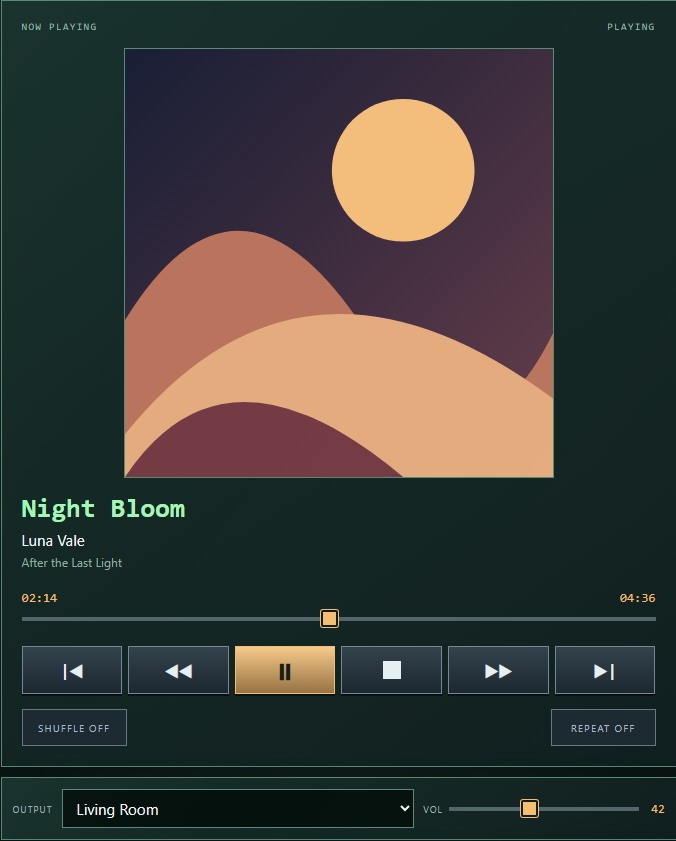 NOW PLAYING
PLAYING
Night Bloom
Luna Vale
After the Last Light
02:14
04:36
SHUFFLE OFF
REPEAT OFF
OUTPUT
Living Room
VOL
42